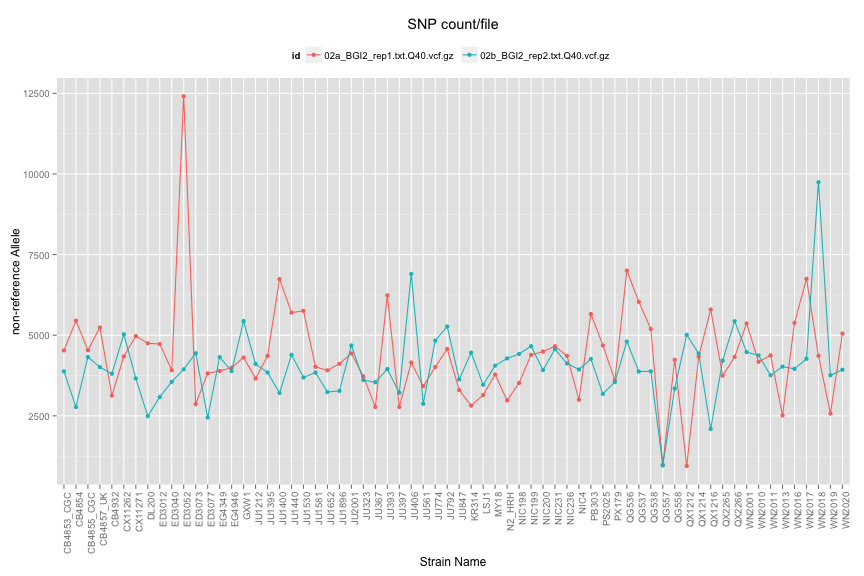 SNP count/file
id 02a_BGI2_rep1.txt.Q40.vcf.gz 02b_BGI2_rep2.txt.Q40.vcf.gz
non-reference Allele
12500
10000
7500
5000
2500
CB4853_CGC
CB4854
CB4855_CGC
CB4857_UK
CB4932
CX11262
CX11271
DL200
ED3012
ED3040
ED3052
ED3073
ED3077
EG4349
EG4946
GXW1
JU1212
JU1395
JU1400
JU1440
JU1530
JU1581
JU1652
JU1896
JU2001
JU323
JU367
JU393
JU397
JU406
JU561
JU774
JU792
JU847
KR314
LSJ1
MY18
N2_HRH
NIC198
NIC199
NIC200
NIC231
NIC236
NIC4
PB303
PS2025
PX179
QG536
QG537
QG538
QG557
QG558
QX1212
QX1214
QX1216
QX2265
QX2266
WN2001
WN2010
WN2011
WN2013
WN2016
WN2017
WN2018
WN2019
WN2020
Strain Name